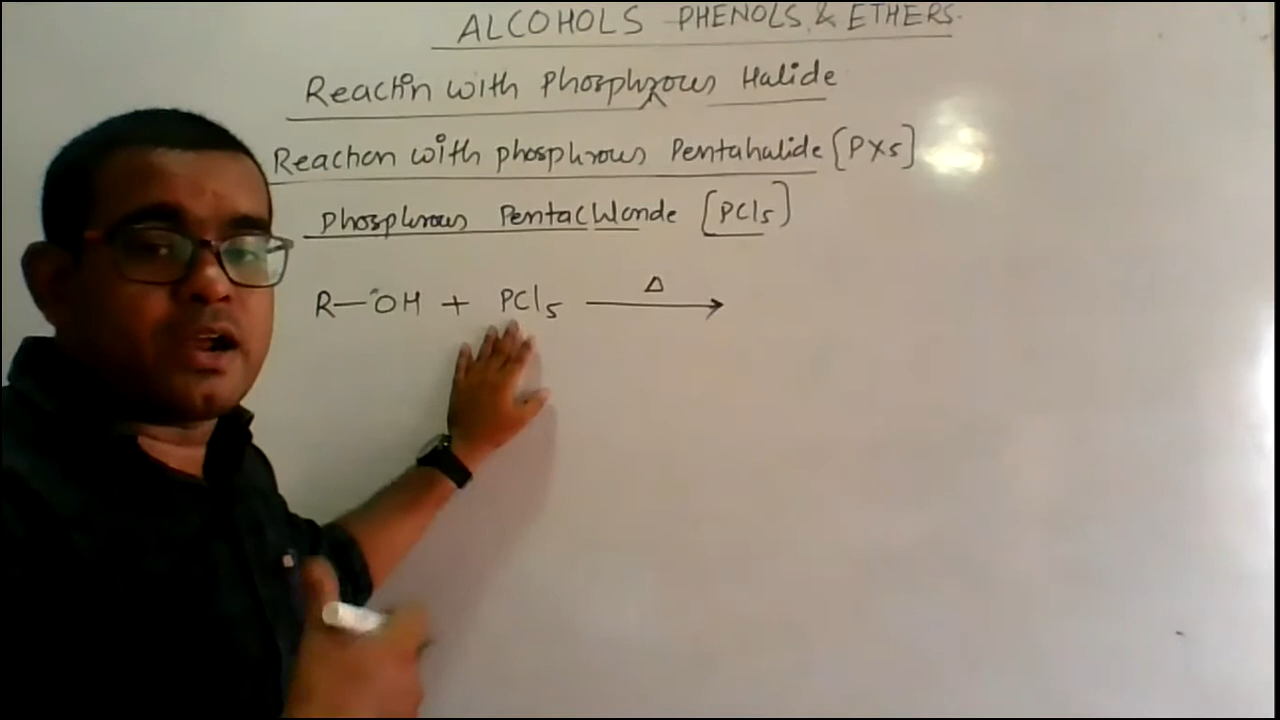 ALCOHOLS PHENOLS & ETHERS.
Reactin with Phosphrous Halide
Reaction with phosphrous Pentahalide [PX5]
Phosphrous Pentachloride [PCl5]
R—OH + PCl5 —Δ→